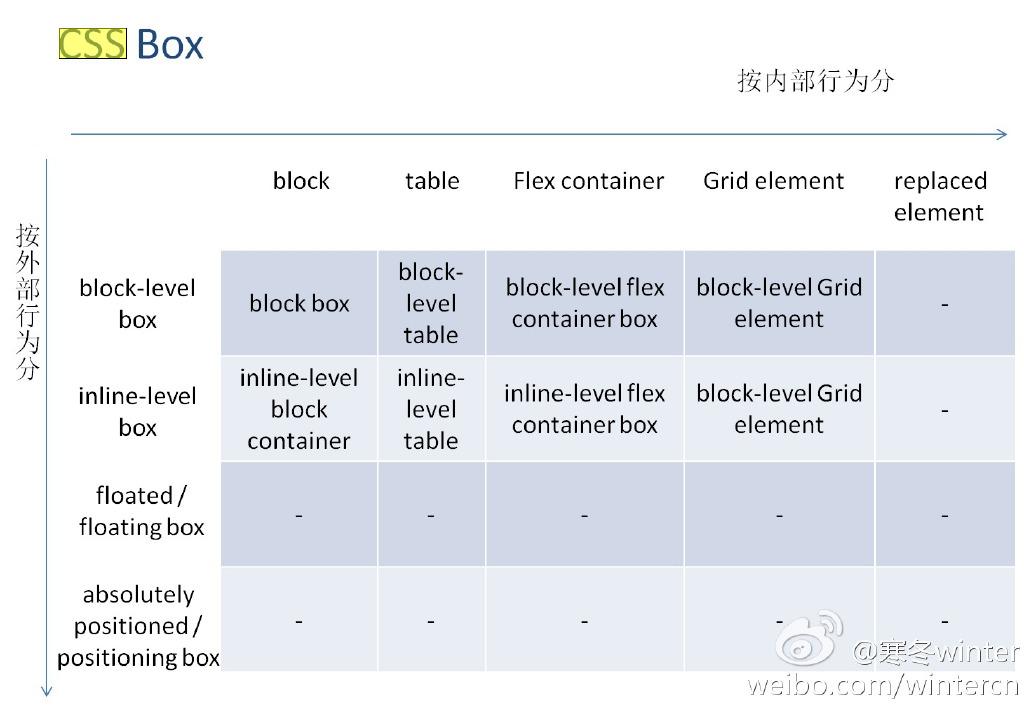 CSS Box
按内部行为分
按外部行为分
block
table
Flex container
Grid element
replaced
element
block-level
box
block box
block-
level
table
block-level flex
container box
block-level Grid
element
-
inline-level
box
inline-level
block
container
inline-
level
table
inline-level flex
container box
block-level Grid
element
-
floated /
floating box
-
-
-
-
-
absolutely
positioned /
positioning box
-
-
-
-
-
@寒冬winter
weibo.com/wintercn